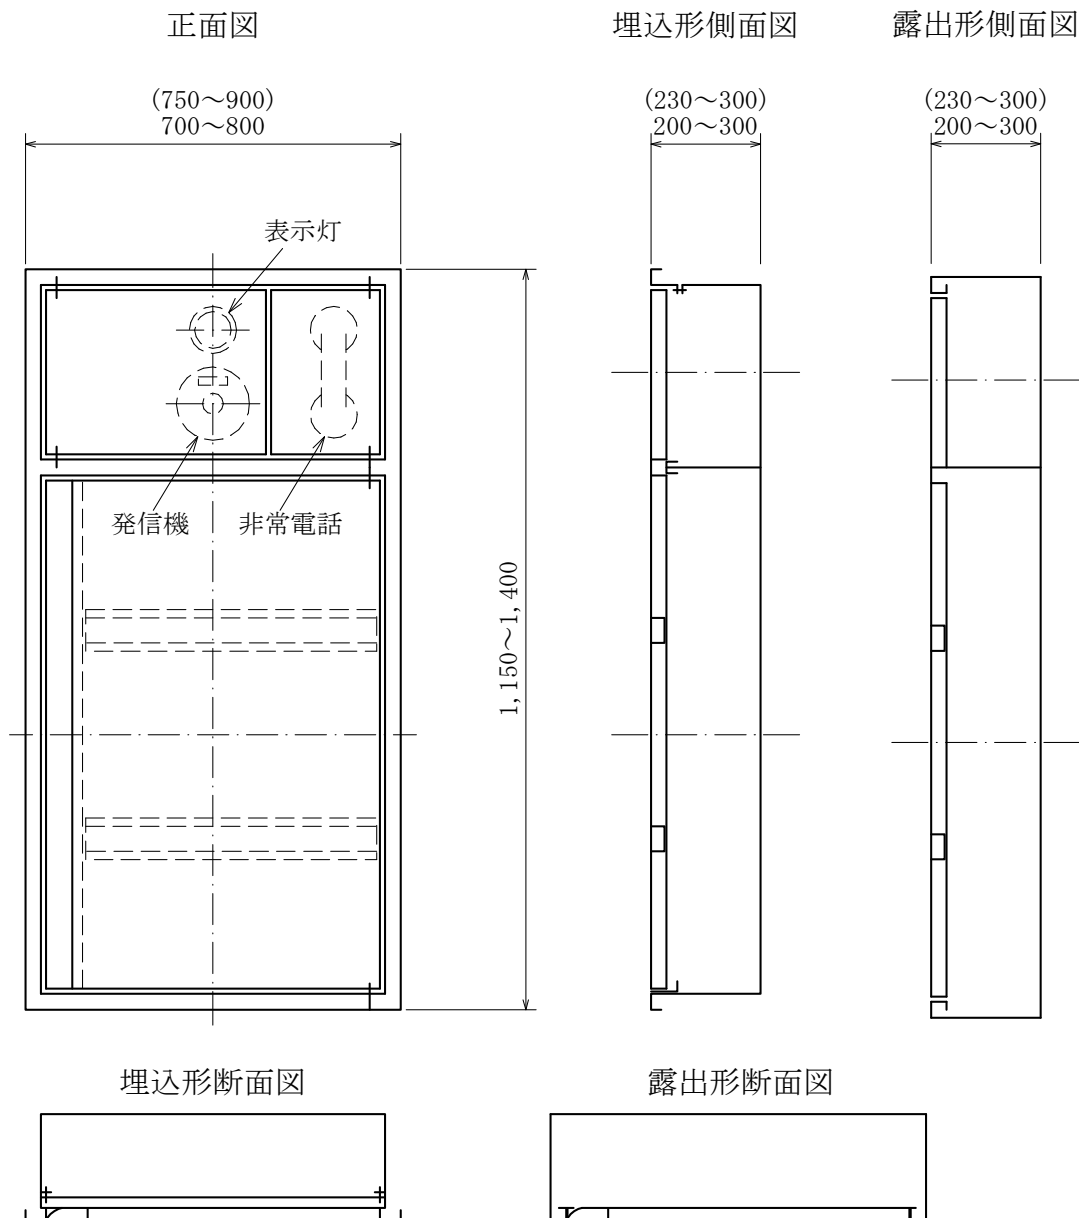 正面図
埋込形側面図
露出形側面図
(750～900)
700～800
(230～300)
200～300
(230～300)
200～300
表示灯
発信機
非常電話
1,150～1,400
埋込形断面図
露出形断面図